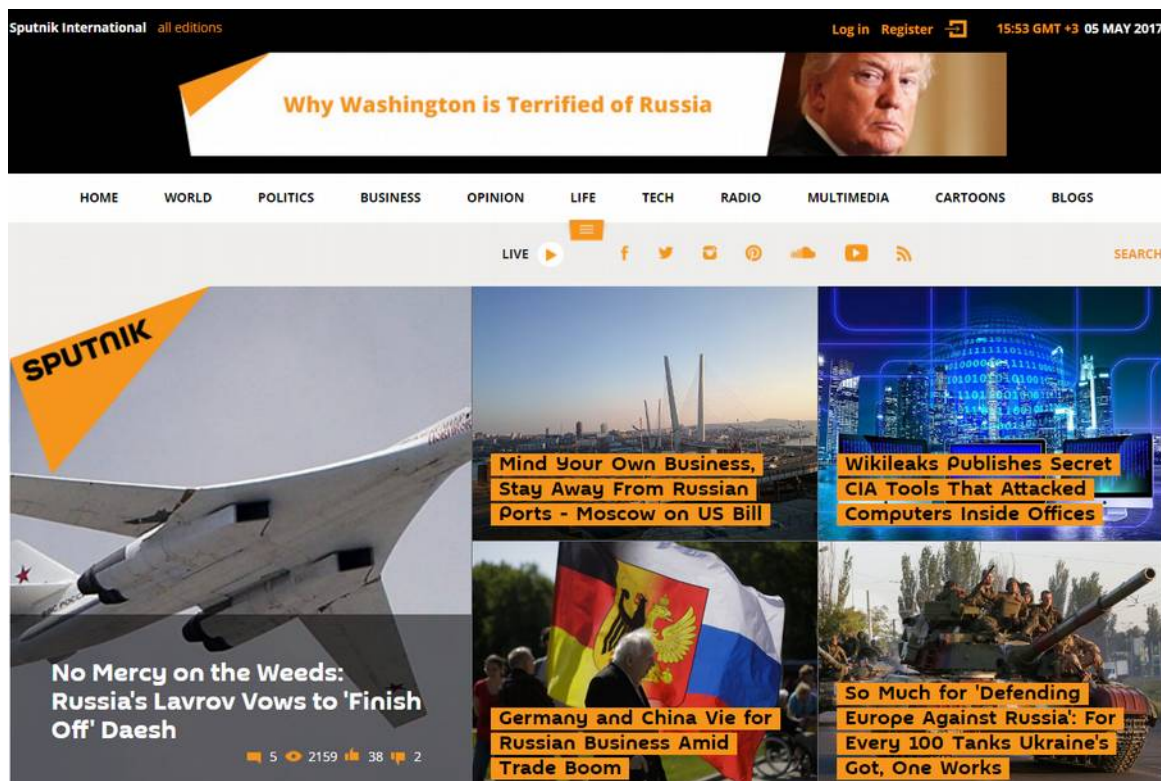 Sputnik International all editions
Log in Register
15:53 GMT +3 05 MAY 2017
Why Washington is Terrified of Russia
HOME WORLD POLITICS BUSINESS OPINION LIFE TECH RADIO MULTIMEDIA CARTOONS BLOGS
LIVE
SEARCH
SPUTNIK
No Mercy on the Weeds:
Russia's Lavrov Vows to 'Finish
Off' Daesh
5 2159 38 2
Mind Your Own Business,
Stay Away From Russian
Ports - Moscow on US Bill
Wikileaks Publishes Secret
CIA Tools That Attacked
Computers Inside Offices
Germany and China Vie for
Russian Business Amid
Trade Boom
So Much for 'Defending
Europe Against Russia': For
Every 100 Tanks Ukraine's
Got, One Works